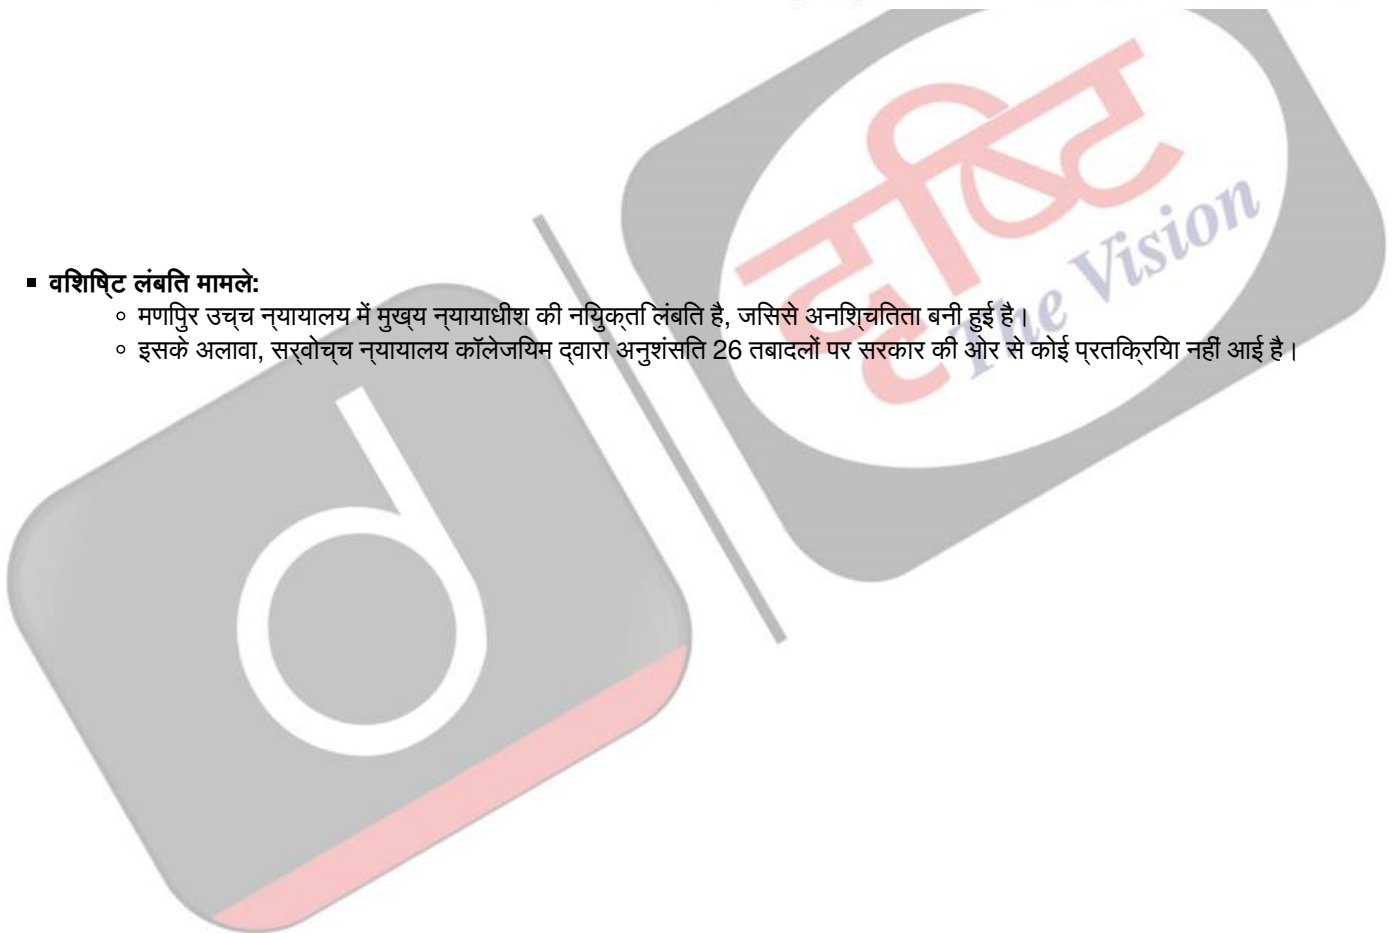 दृष्टि
The Vision
▪ वशिष्टि लंबति मामले:
◦ मणपुिर उच्च न्यायालय में मुख्य न्यायाधीश की नयुिक्त लिंबति है, जसिसे अनश्चितिता बनी हुई है।
◦ इसके अलावा, सर्वोच्च न्यायालय कॉलेजयिम द्वारा अनुशंसति 26 तबादलों पर सरकार की ओर से कोई प्रतक्रियिा नहीं आई है।
d